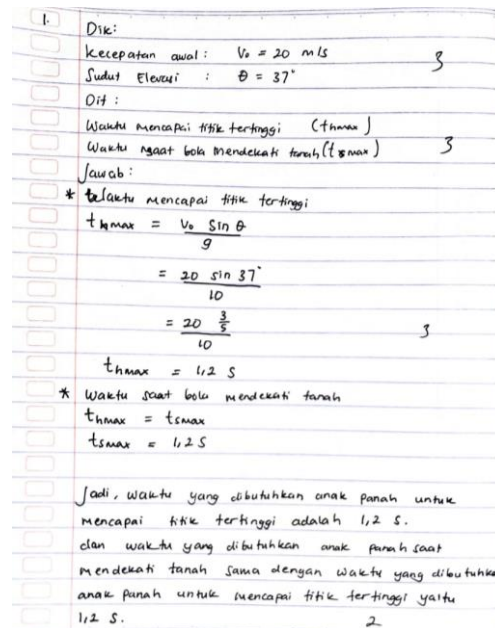 1.
Dik:
kecepatan awal : V₀ = 20 m/s 3
Sudut Elevasi : θ = 37°
Dit :
Waktu mencapai titik tertinggi (thmax)
Waktu saat bola mendekati tanah (tsmax) 3
Jawab :
* Waktu mencapai titik tertinggi
thmax = V₀ sin θ / g
= 20 sin 37° / 10
= 20 3/5 / 10 3
thmax = 1,2 S
* Waktu saat bola mendekati tanah
thmax = tsmax
tsmax = 1,2 S
Jadi, waktu yang dibutuhkan anak panah untuk
mencapai titik tertinggi adalah 1,2 S.
dan waktu yang dibutuhkan anak panah saat
mendekati tanah sama dengan waktu yang dibutuhka
anak panah untuk mencapai titik tertinggi yaitu
1,2 S. 2